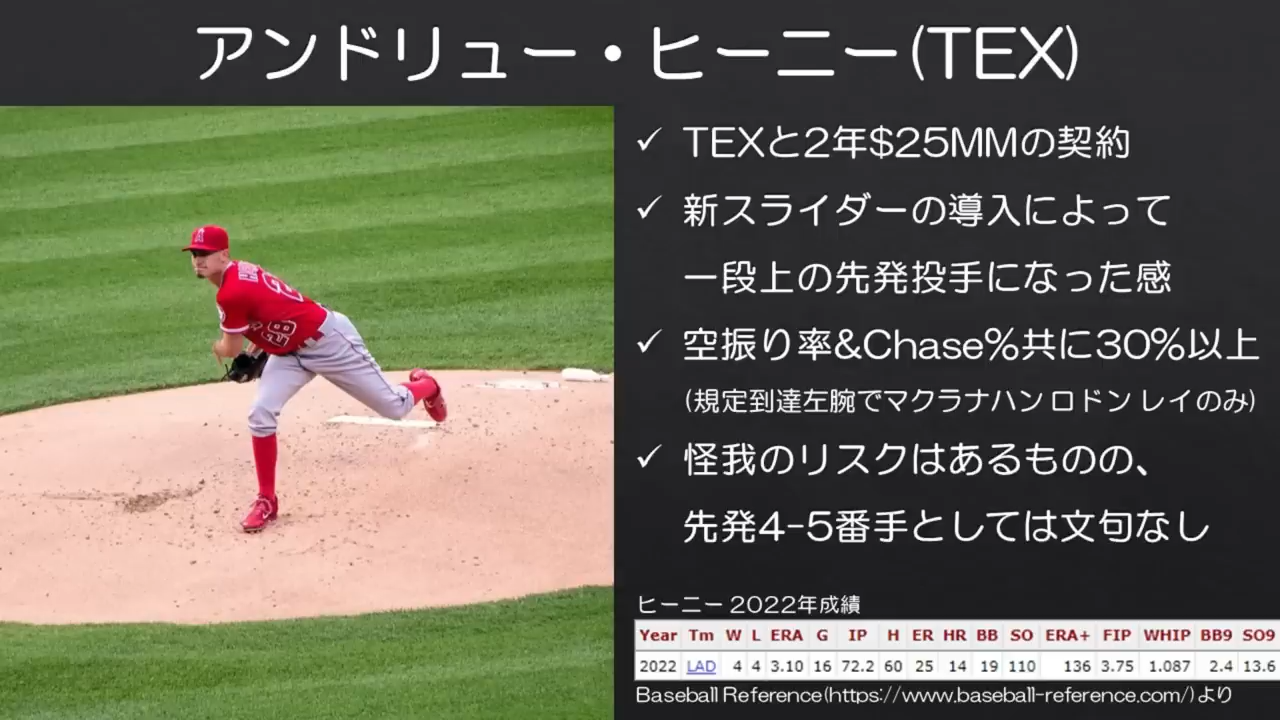 アンドリュー・ヒーニー(TEX)
✓ TEXと2年$25MMの契約
✓ 新スライダーの導入によって
一段上の先発投手になった感
✓ 空振り率&Chase%共に30%以上
(規定到達左腕でマクラナハン ロドン レイのみ)
✓ 怪我のリスクはあるものの、
先発4-5番手としては文句なし
ヒーニー 2022年成績
Year Tm W L ERA G IP H ER HR BB SO ERA+ FIP WHIP BB9 SO9
2022 LAD 4 4 3.10 16 72.2 60 25 14 19 110 136 3.75 1.087 2.4 13.6
Baseball Reference(https://www.baseball-reference.com/)より
A
28